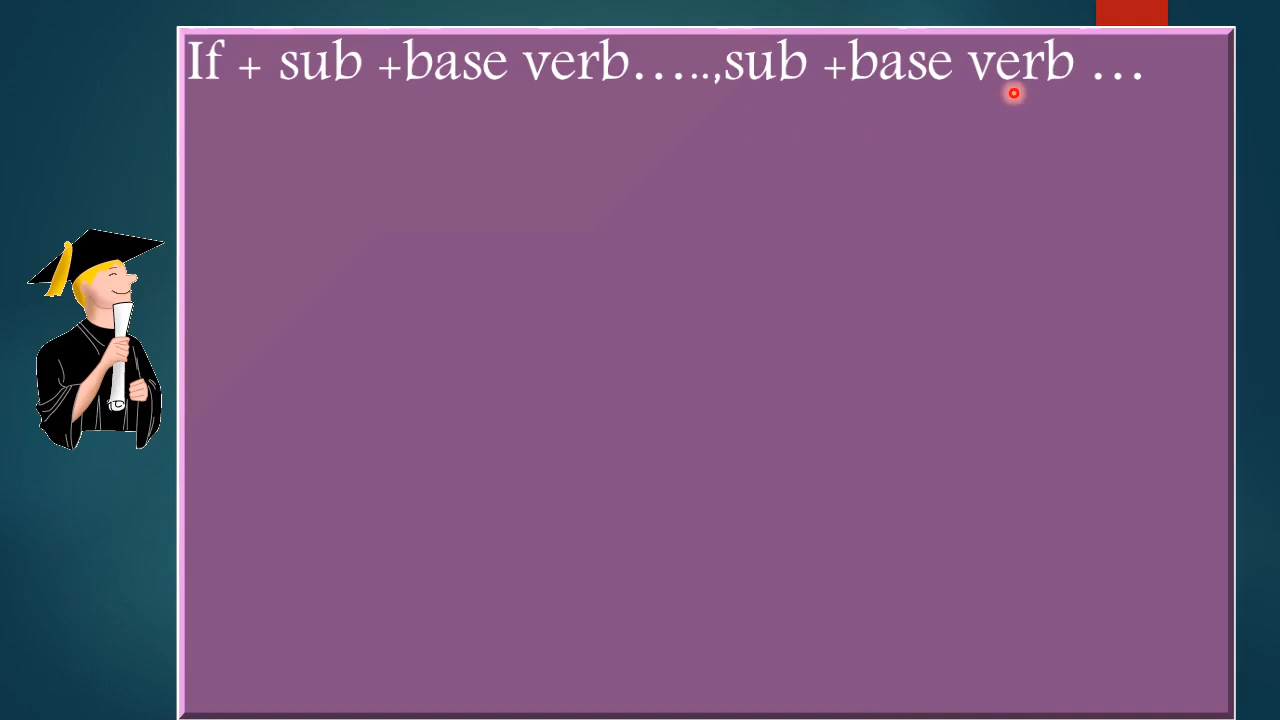 If + sub +base verb…..,sub +base verb …